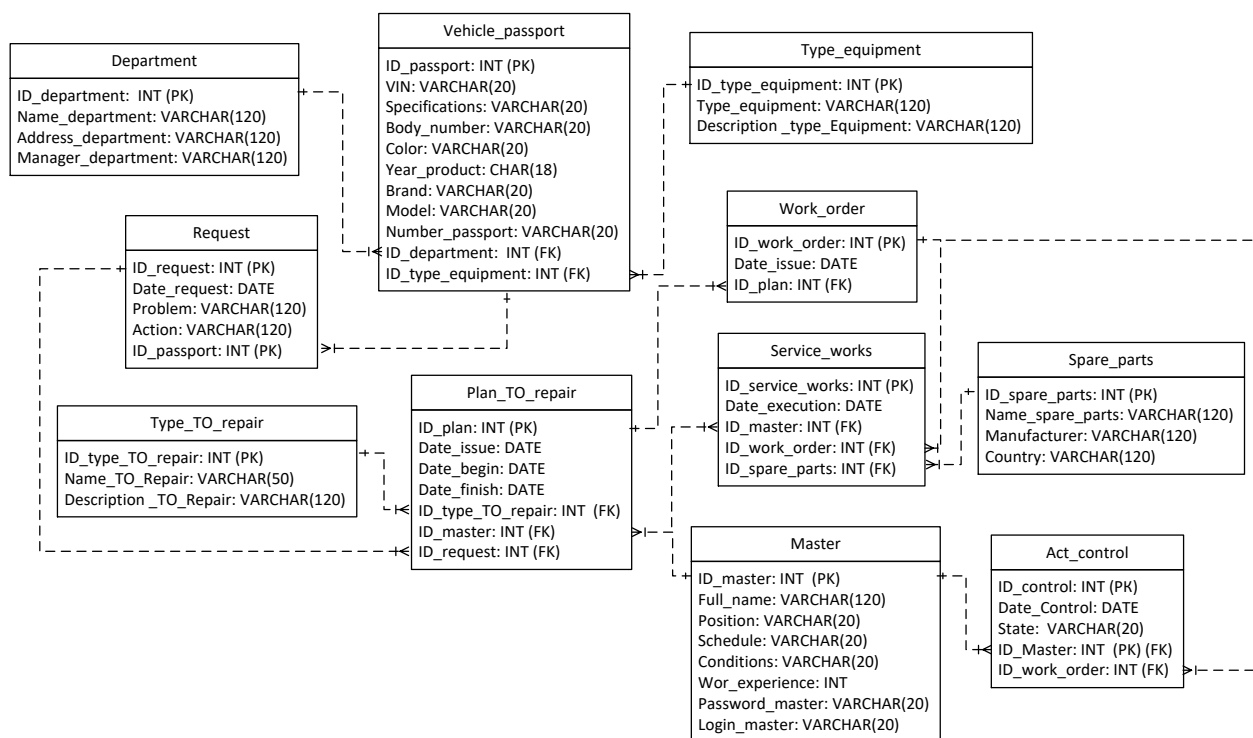 Department
ID_department:  INT (PK)
Name_department: VARCHAR(120)
Address_department: VARCHAR(120)
Manager_department: VARCHAR(120)
Vehicle_passport
ID_passport: INT (PK)
VIN: VARCHAR(20)
Specifications: VARCHAR(20)
Body_number: VARCHAR(20)
Color: VARCHAR(20)
Year_product: CHAR(18)
Brand: VARCHAR(20)
Model: VARCHAR(20)
Number_passport: VARCHAR(20)
ID_department:  INT (FK)
ID_type_equipment: INT (FK)
Type_equipment
ID_type_equipment: INT (PK)
Type_equipment: VARCHAR(120)
Description _type_Equipment: VARCHAR(120)
Request
ID_request: INT (PK)
Date_request: DATE
Problem: VARCHAR(120)
Action: VARCHAR(120)
ID_passport: INT (PK)
Work_order
ID_work_order: INT (PK)
Date_issue: DATE
ID_plan: INT (FK)
Service_works
ID_service_works: INT (PK)
Date_execution: DATE
ID_master: INT (FK)
ID_work_order: INT (FK)
ID_spare_parts: INT (FK)
Spare_parts
ID_spare_parts: INT (PK)
Name_spare_parts: VARCHAR(120)
Manufacturer: VARCHAR(120)
Country: VARCHAR(120)
Type_TO_repair
ID_type_TO_repair: INT (PK)
Name_TO_Repair: VARCHAR(50)
Description _TO_Repair: VARCHAR(120)
Plan_TO_repair
ID_plan: INT (PK)
Date_issue: DATE
Date_begin: DATE
Date_finish: DATE
ID_type_TO_repair: INT  (FK)
ID_master: INT (FK)
ID_request: INT (FK)
Master
ID_master: INT  (PK)
Full_name: VARCHAR(120)
Position: VARCHAR(20)
Schedule: VARCHAR(20)
Conditions: VARCHAR(20)
Wor_experience: INT
Password_master: VARCHAR(20)
Login_master: VARCHAR(20)
Act_control
ID_control: INT (PK)
Date_Control: DATE
State:  VARCHAR(20)
ID_Master: INT  (PK) (FK)
ID_work_order: INT (FK)